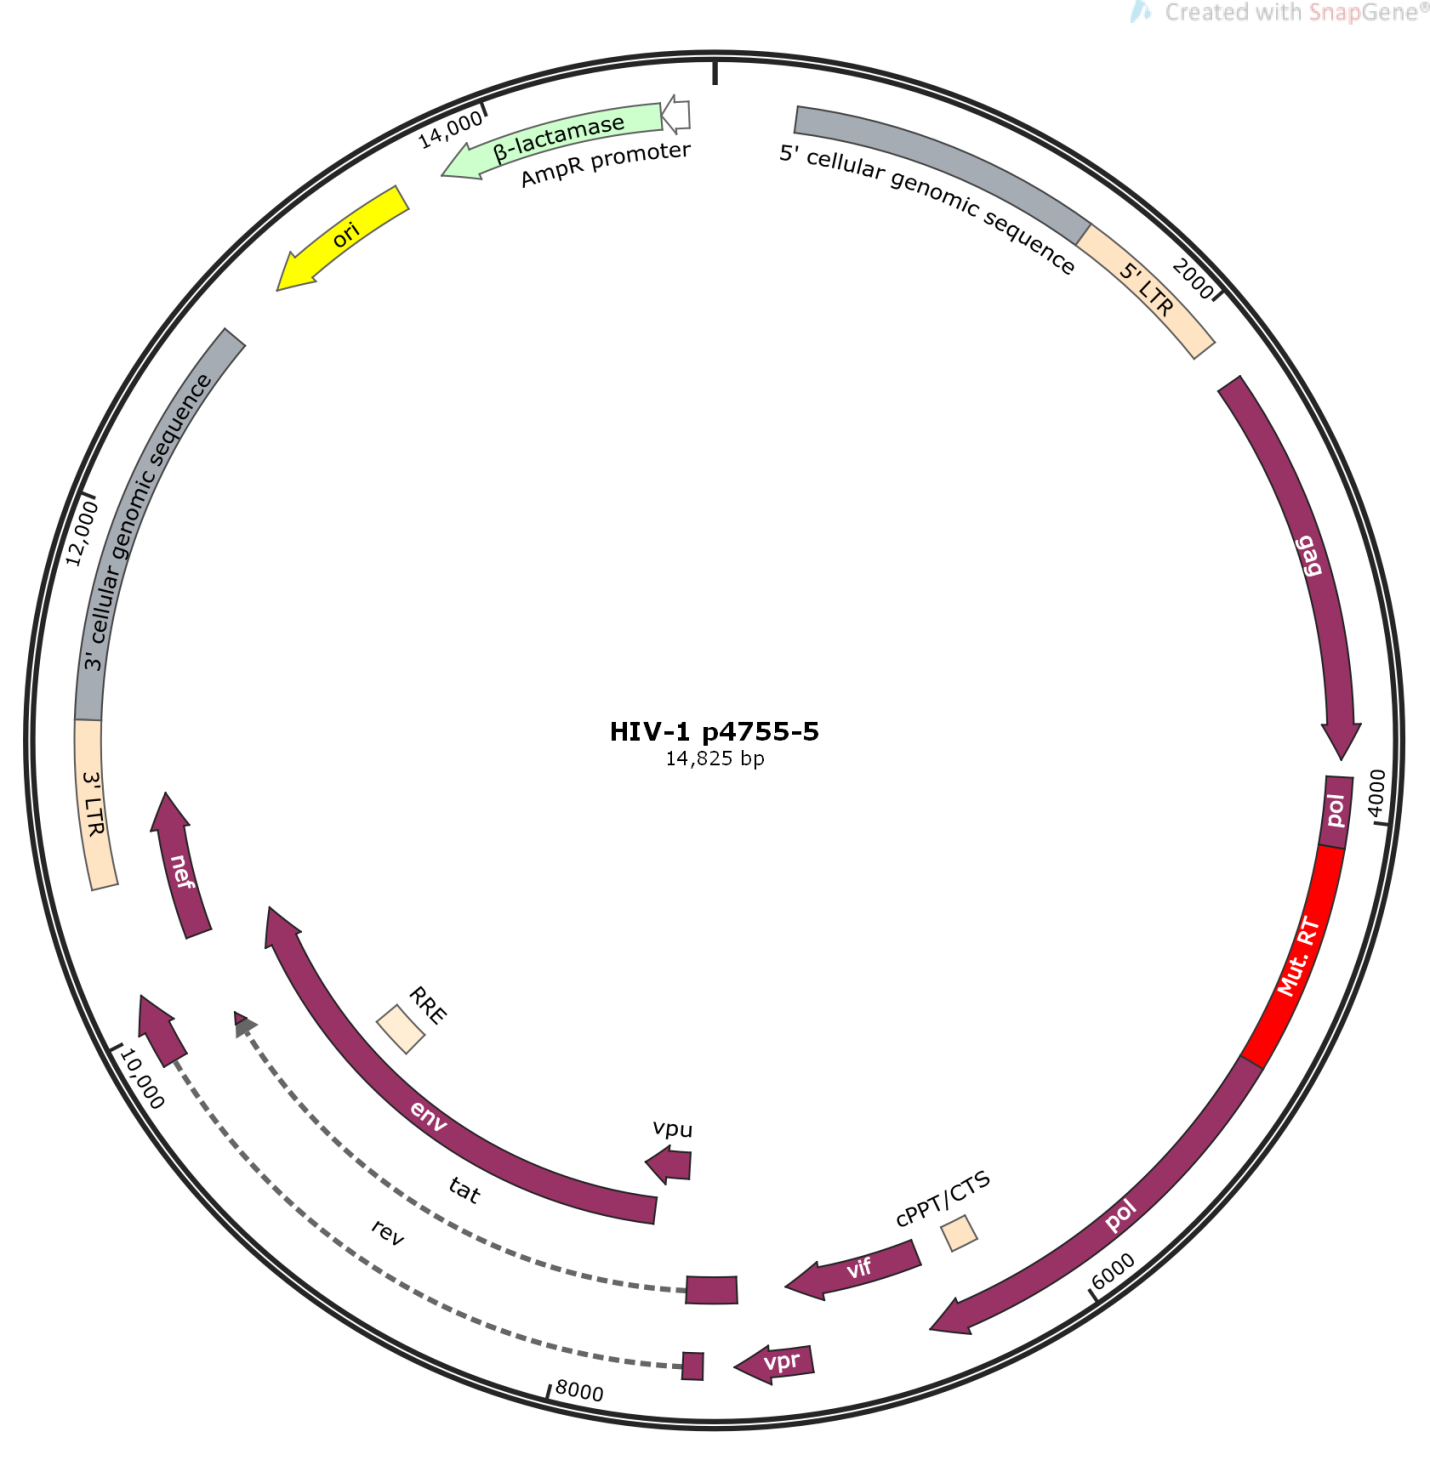 Created with SnapGene®
14,000
β-lactamase
AmpR promoter
ori
5' cellular genomic sequence
5' LTR
2000
gag
pol
4000
Mut. RT
pol
6000
cPPT/CTS
vif
vpr
vpu
8000
env
tat
rev
RRE
10,000
nef
3' LTR
3' cellular genomic sequence
12,000
HIV-1 p4755-5
14,825 bp